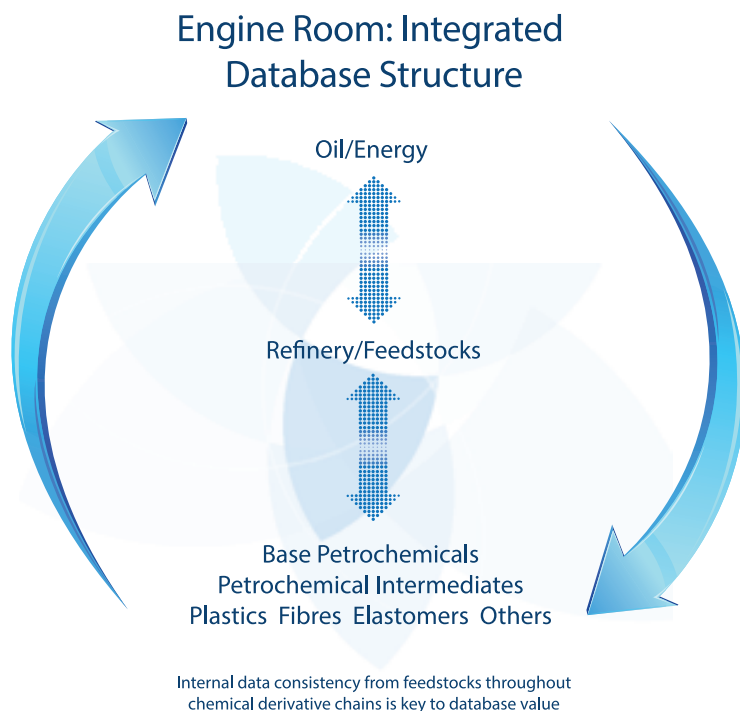 Engine Room: Integrated
Database Structure
Oil/Energy
Refinery/Feedstocks
Base Petrochemicals
Petrochemical Intermediates
Plastics Fibres Elastomers Others
Internal data consistency from feedstocks throughout
chemical derivative chains is key to database value